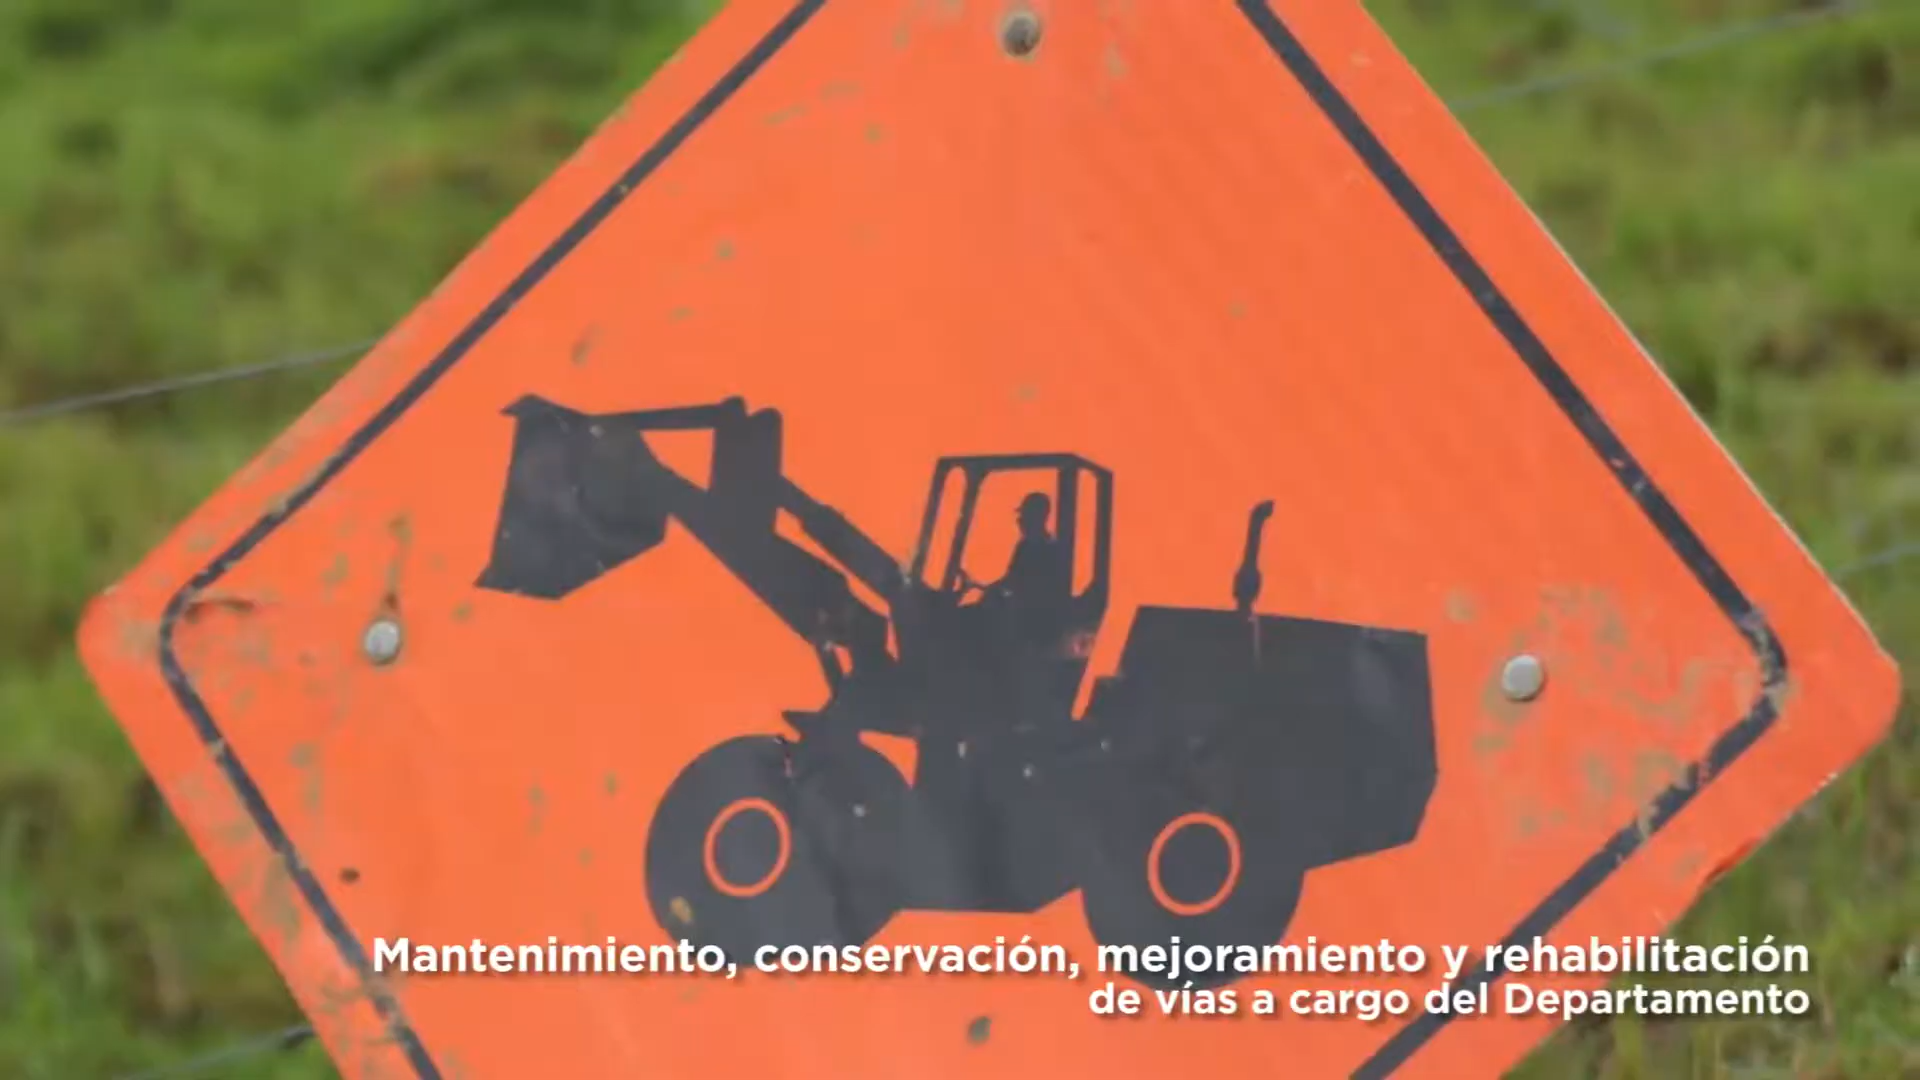 Mantenimiento, conservación, mejoramiento y rehabilitación
de vías a cargo del Departamento